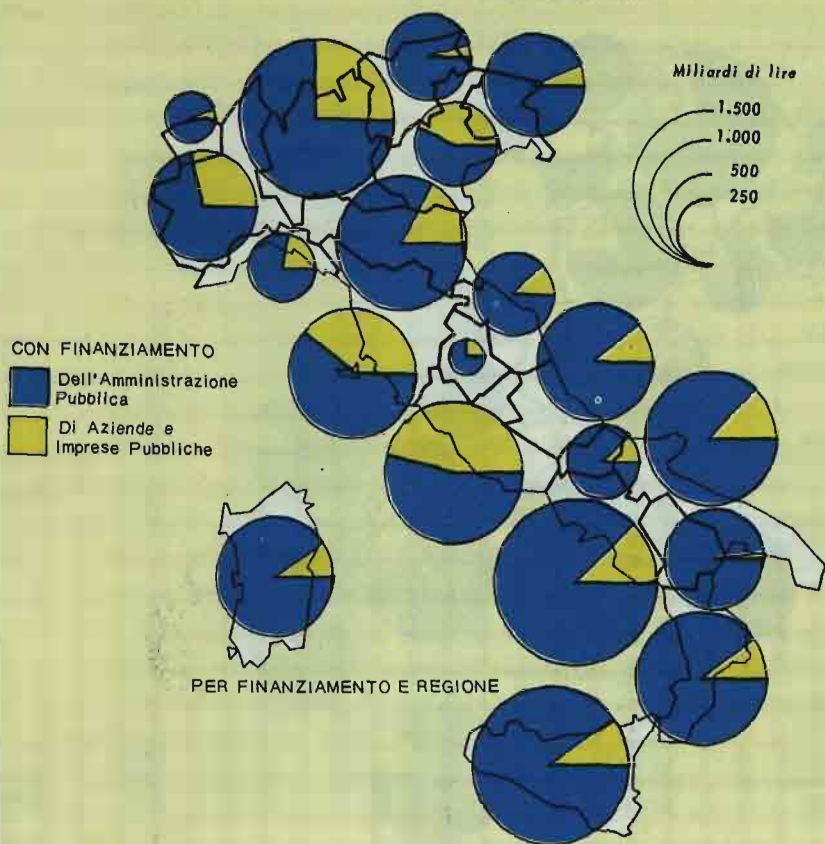 Miliardi di lire
1.500
1.000
500
250
CON FINANZIAMENTO
Dell'Amministrazione
Pubblica
Di Aziende e
Imprese Pubbliche
PER FINANZIAMENTO E REGIONE